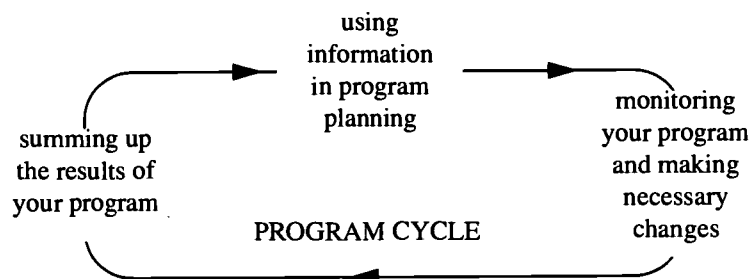 using
information
in program
planning
monitoring
your program
and making
necessary
changes
summing up
the results of
your program
PROGRAM CYCLE